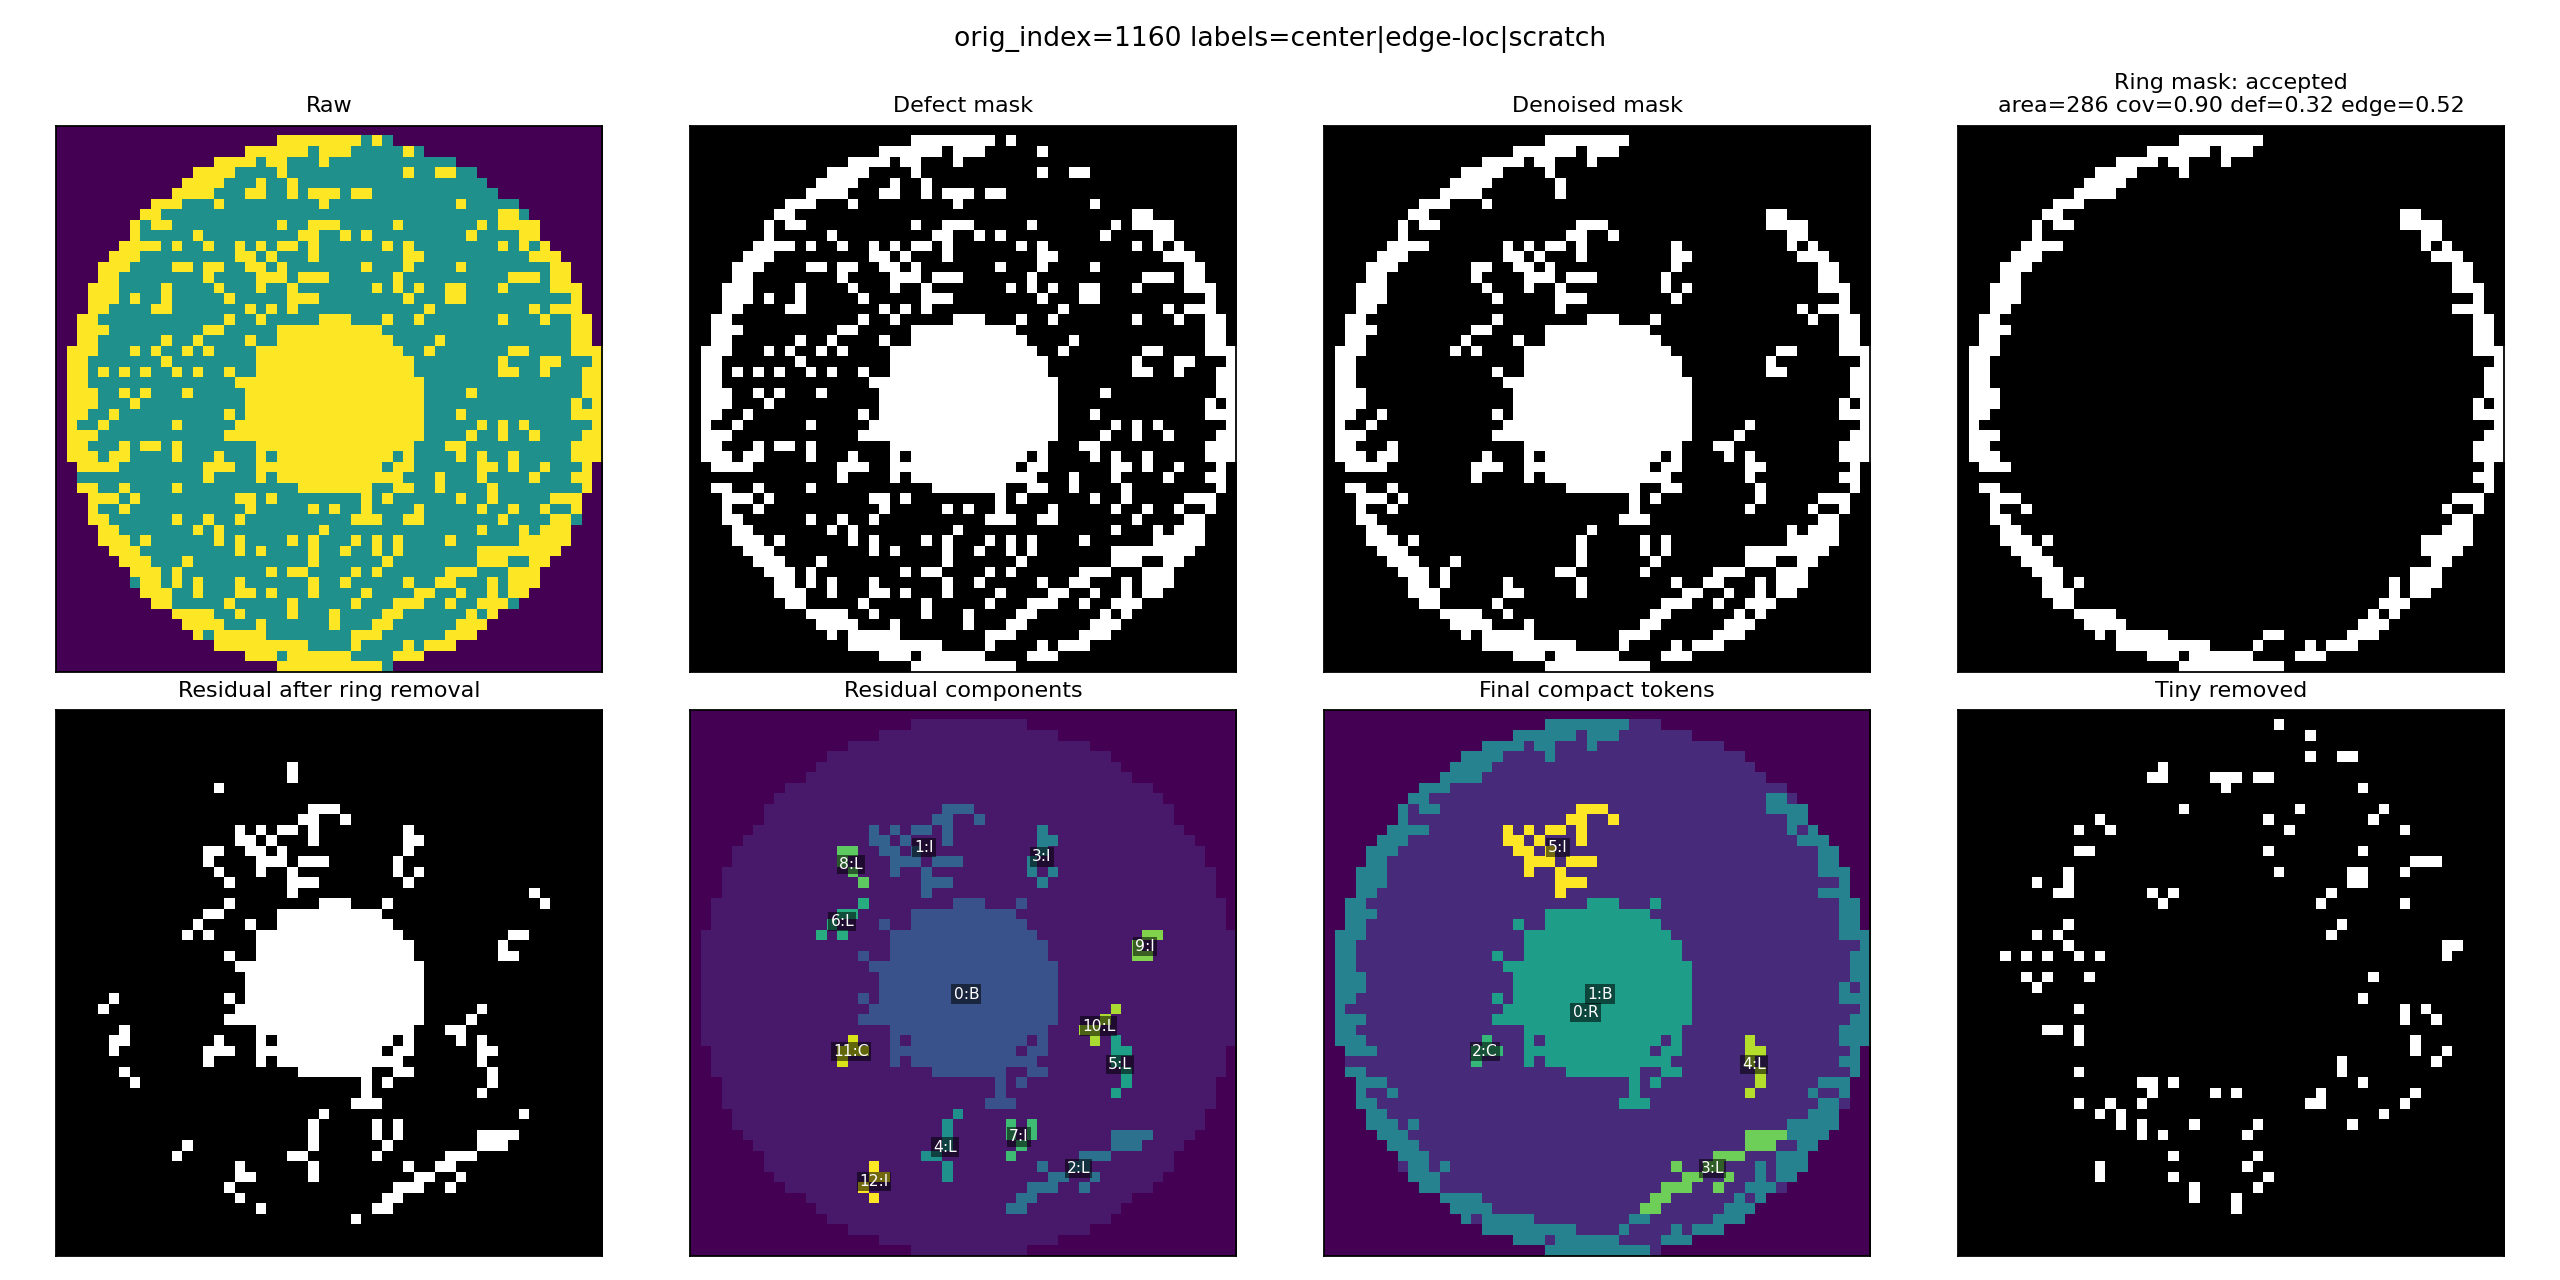 orig_index=1160 labels=center|edge-loc|scratch
Raw
Defect mask
Denoised mask
Ring mask: accepted
area=286 cov=0.90 def=0.32 edge=0.52
Residual after ring removal
Residual components
Final compact tokens
Tiny removed
1:I
8:L
3:I
6:L
9:I
0:B
10:L
11:C
5:L
7:I
4:L
2:L
12:I
5:I
1:B
0:R
2:C
4:L
3:L